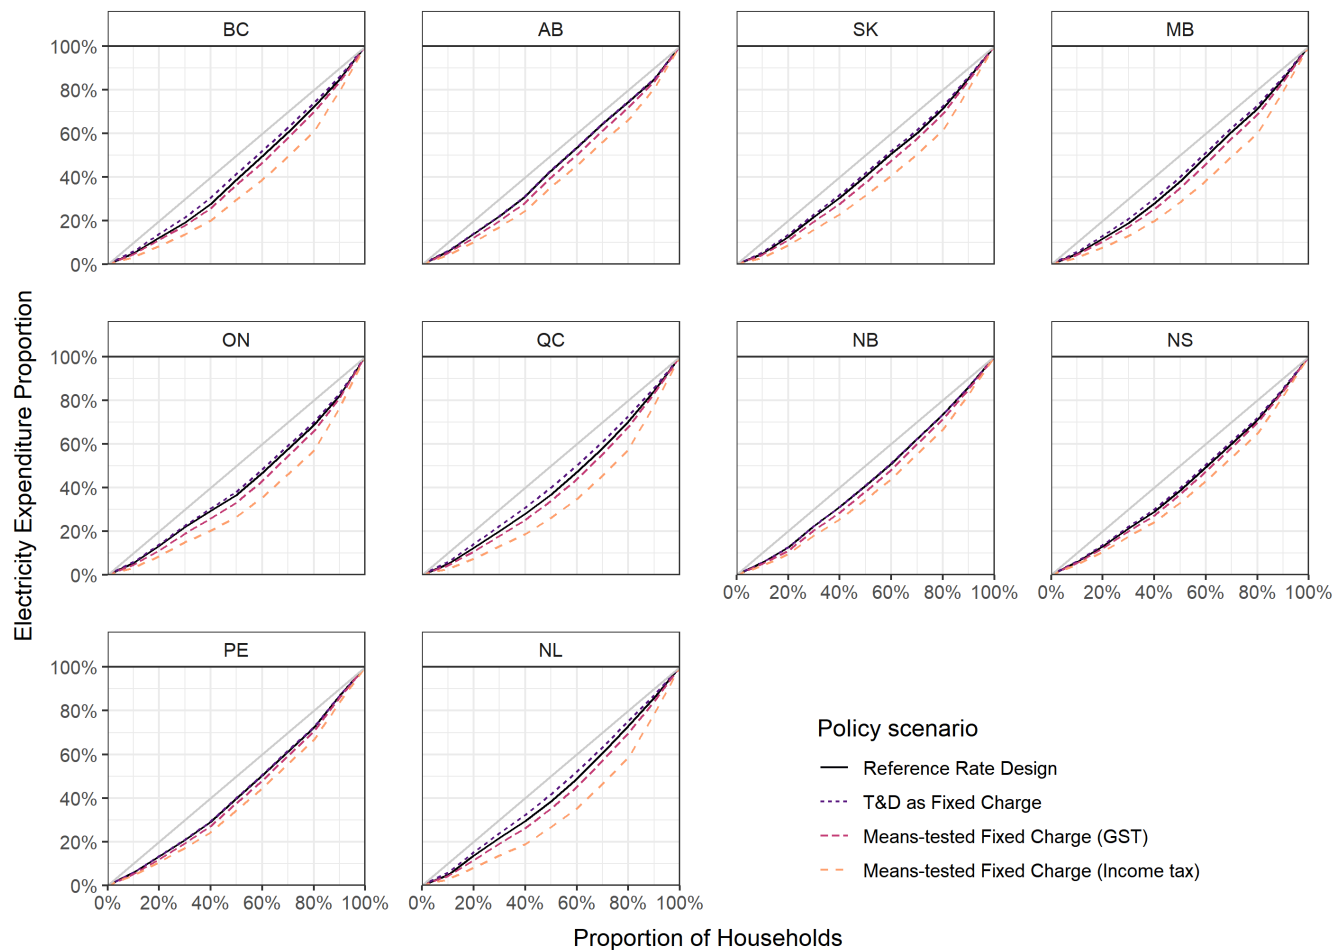 BC
AB
SK
MB
100%
80%
60%
40%
20%
0%
ON
QC
NB
NS
100%
80%
60%
40%
20%
0%
0% 20% 40% 60% 80% 100%
0% 20% 40% 60% 80% 100%
PE
NL
100%
80%
60%
40%
20%
0%
0% 20% 40% 60% 80% 100%
0% 20% 40% 60% 80% 100%
Electricity Expenditure Proportion
Proportion of Households
Policy scenario
Reference Rate Design
T&D as Fixed Charge
Means-tested Fixed Charge (GST)
Means-tested Fixed Charge (Income tax)